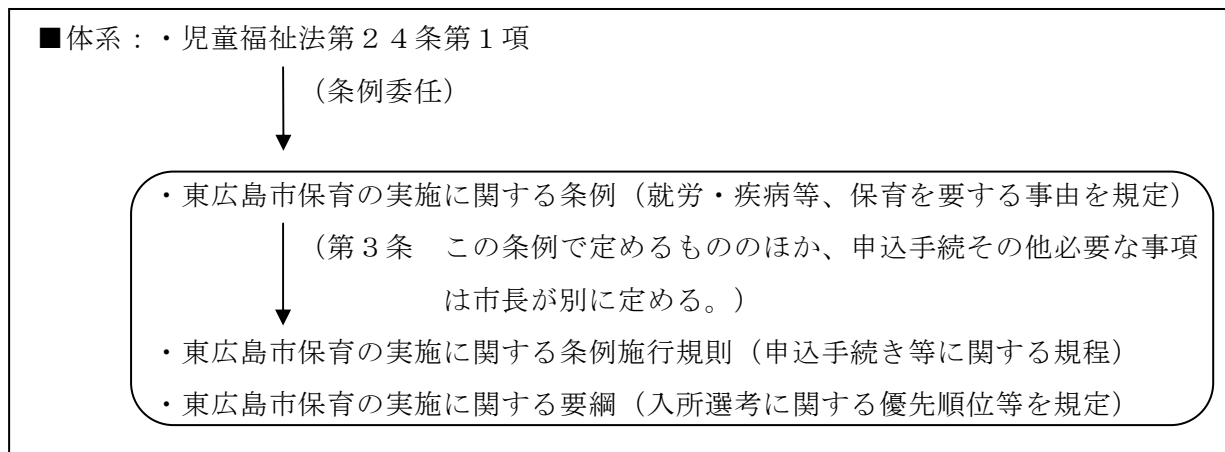 ■体系：・児童福祉法第２４条第１項
（条例委任）
・東広島市保育の実施に関する条例（就労・疾病等、保育を要する事由を規定）
（第３条　この条例で定めるもののほか、申込手続その他必要な事項
は市長が別に定める。）
・東広島市保育の実施に関する条例施行規則（申込手続き等に関する規程）
・東広島市保育の実施に関する要綱（入所選考に関する優先順位等を規定）